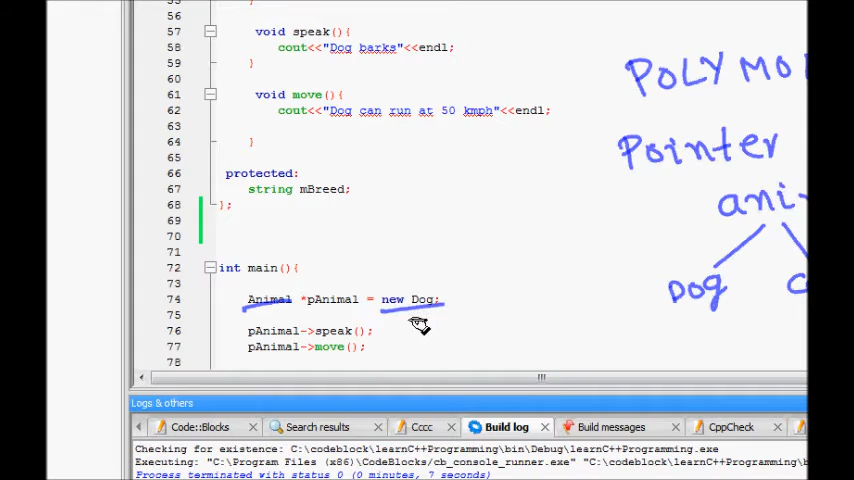 55
56
57 void speak(){
58 cout<<"Dog barks"<<endl;
59 }
60
61 void move(){
62 cout<<"Dog can run at 50 kmph"<<endl;
63
64 }
65
66 protected:
67 string mBreed;
68 };
69
70
71
72 int main(){
73
74 Animal *pAnimal = new Dog;
75
76 pAnimal->speak();
77 pAnimal->move();
78
POLYMO
Pointer
ani
Dog C
Logs & others
Code::Blocks Search results Cccc Build log Build messages CppCheck
Checking for existence: C:\codeblock\learnC++Programming\bin\Debug\learnC++Programming.exe
Executing: "C:\Program Files (x86)\CodeBlocks/cb_console_runner.exe" "C:\codeblock\learnC++Programming\b
Process terminated with status 0 (0 minutes, 7 seconds)